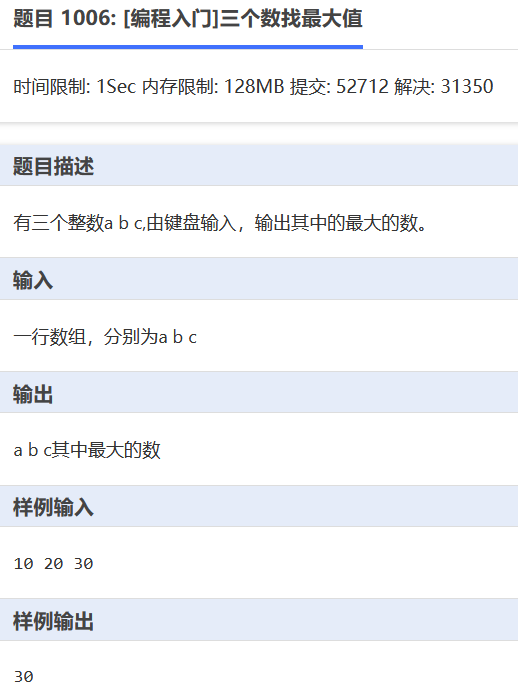 题目 1006: [编程入门]三个数找最大值
时间限制: 1Sec 内存限制: 128MB 提交: 52712 解决: 31350
题目描述
有三个整数a b c,由键盘输入，输出其中的最大的数。
输入
一行数组，分别为a b c
输出
a b c其中最大的数
样例输入
10 20 30
样例输出
30